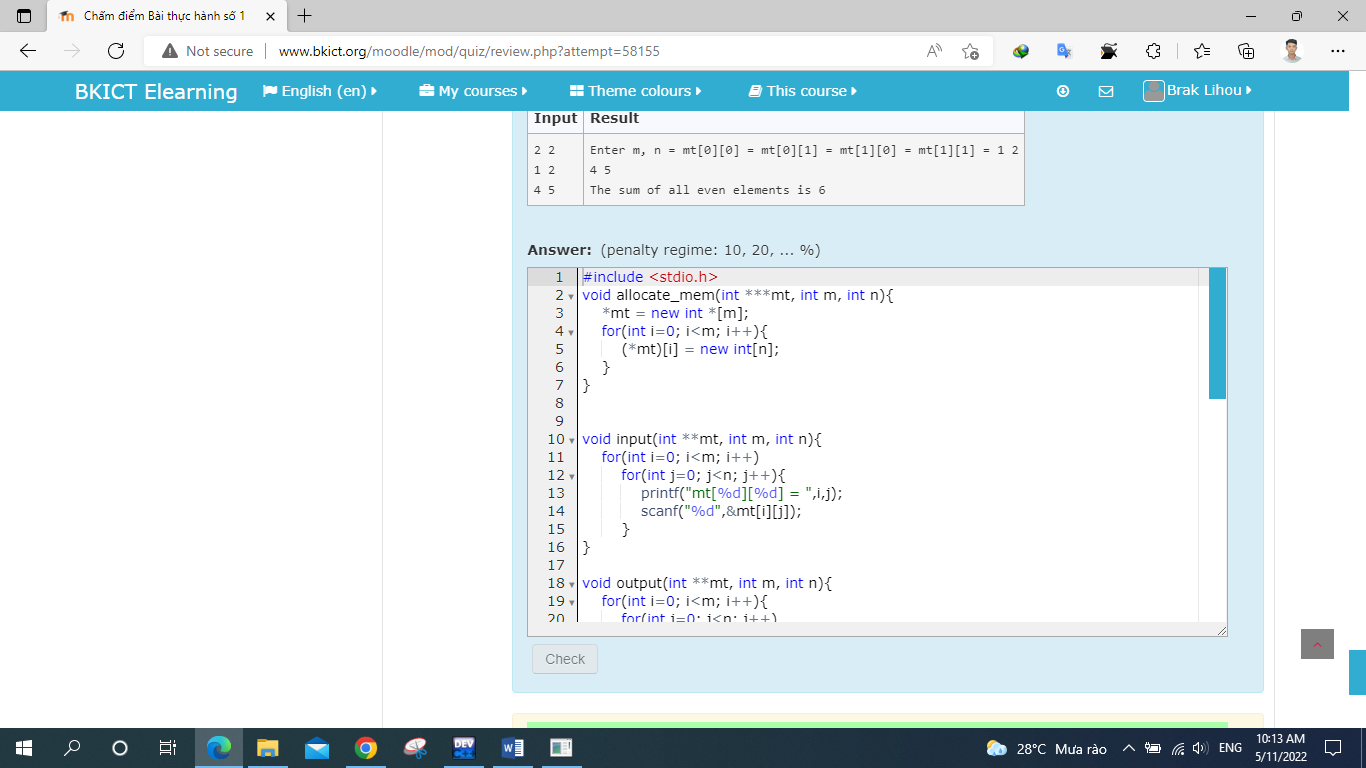 Chấm điểm Bài thực hành số 1
Not secure www.bkict.org/moodle/mod/quiz/review.php?attempt=58155
BKICT Elearning English (en) My courses Theme colours This course Brak Lihou
Input Result
2 2 Enter m, n = mt[0][0] = mt[0][1] = mt[1][0] = mt[1][1] = 1 2
1 2 4 5
4 5 The sum of all even elements is 6
Answer: (penalty regime: 10, 20, ... %)
1 #include <stdio.h>
2 void allocate_mem(int ***mt, int m, int n){
3 *mt = new int *[m];
4 for(int i=0; i<m; i++){
5 (*mt)[i] = new int[n];
6 }
7 }
8
9
10 void input(int **mt, int m, int n){
11 for(int i=0; i<m; i++)
12 for(int j=0; j<n; j++){
13 printf("mt[%d][%d] = ",i,j);
14 scanf("%d",&mt[i][j]);
15 }
16 }
17
18 void output(int **mt, int m, int n){
19 for(int i=0; i<m; i++){
20 for(int j=0; j<n; j++)
Check
DEV
28°C Mưa rào ENG 10:13 AM
5/11/2022